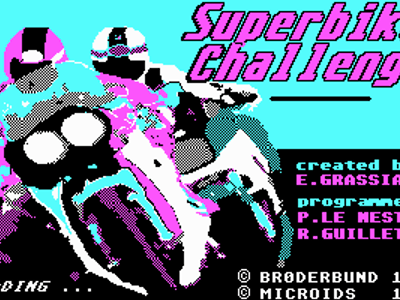 Superbik
Challeng
created b
E.GRASSIA
programme
P.LE MEST
R.GUILLET
DING ...
© BRØDERBUND 1
© MICROIDS 1